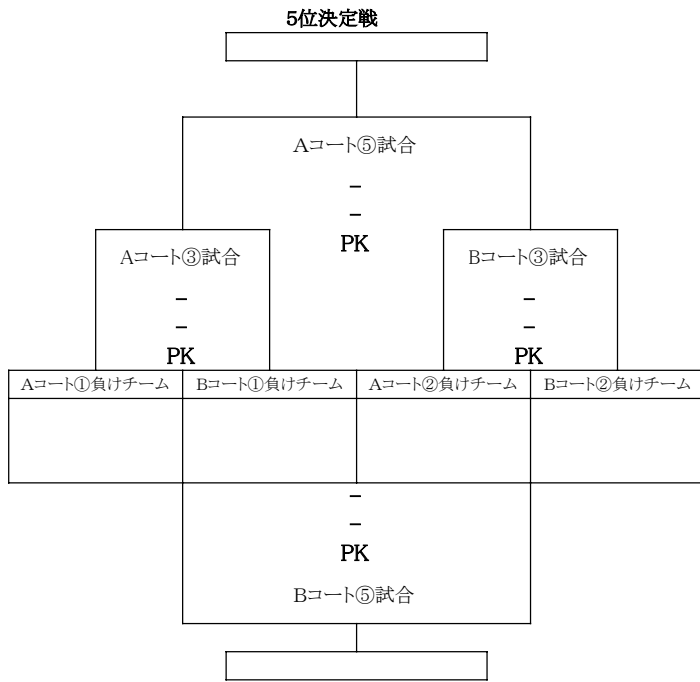 5位決定戦
Aコート⑤試合
－
－
PK
Aコート③試合
Bコート③試合
－
－
－
－
PK
PK
Aコート①負けチーム
Bコート①負けチーム
Aコート②負けチーム
Bコート②負けチーム
－
－
PK
Bコート⑤試合